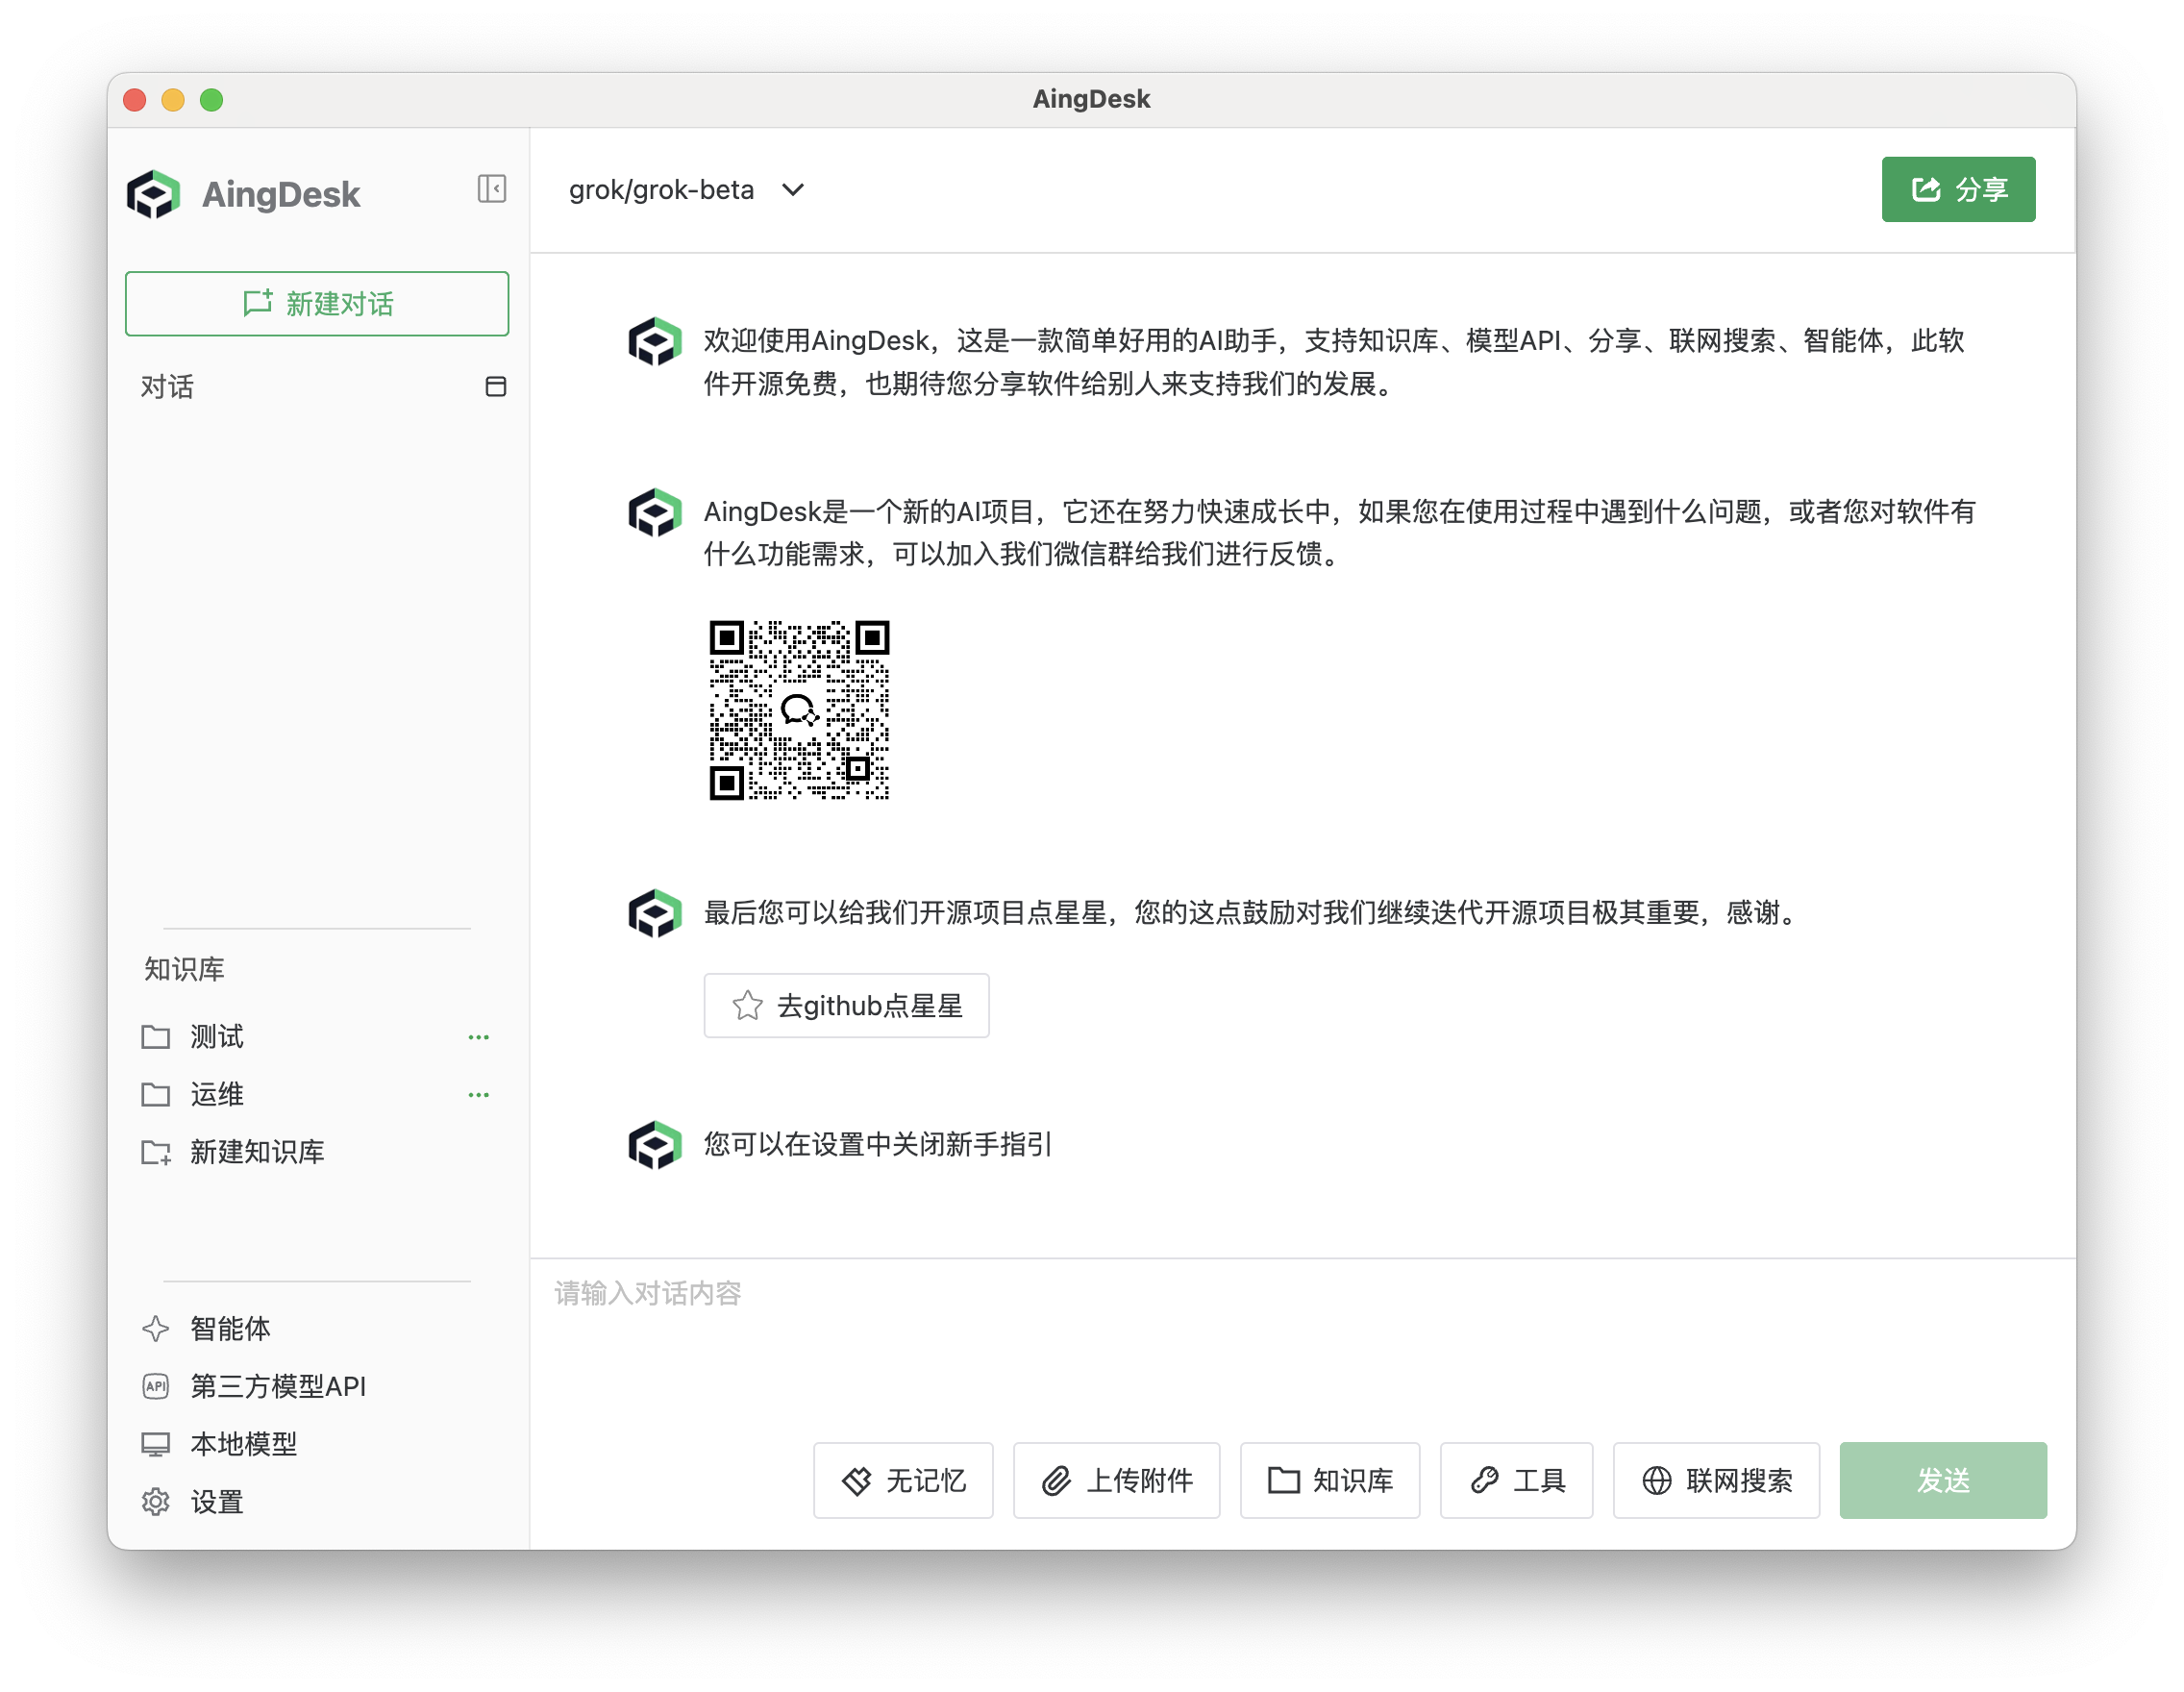 AingDesk
AingDesk
新建对话
对话
知识库
测试
运维
新建知识库
智能体
API
第三方模型API
本地模型
设置
grok/grok-beta
分享
欢迎使用AingDesk，这是一款简单好用的AI助手，支持知识库、模型API、分享、联网搜索、智能体，此软
件开源免费，也期待您分享软件给别人来支持我们的发展。
AingDesk是一个新的AI项目，它还在努力快速成长中，如果您在使用过程中遇到什么问题，或者您对软件有
什么功能需求，可以加入我们微信群给我们进行反馈。
最后您可以给我们开源项目点星星，您的这点鼓励对我们继续迭代开源项目极其重要，感谢。
去github点星星
您可以在设置中关闭新手指引
请输入对话内容
无记忆
上传附件
知识库
工具
联网搜索
发送